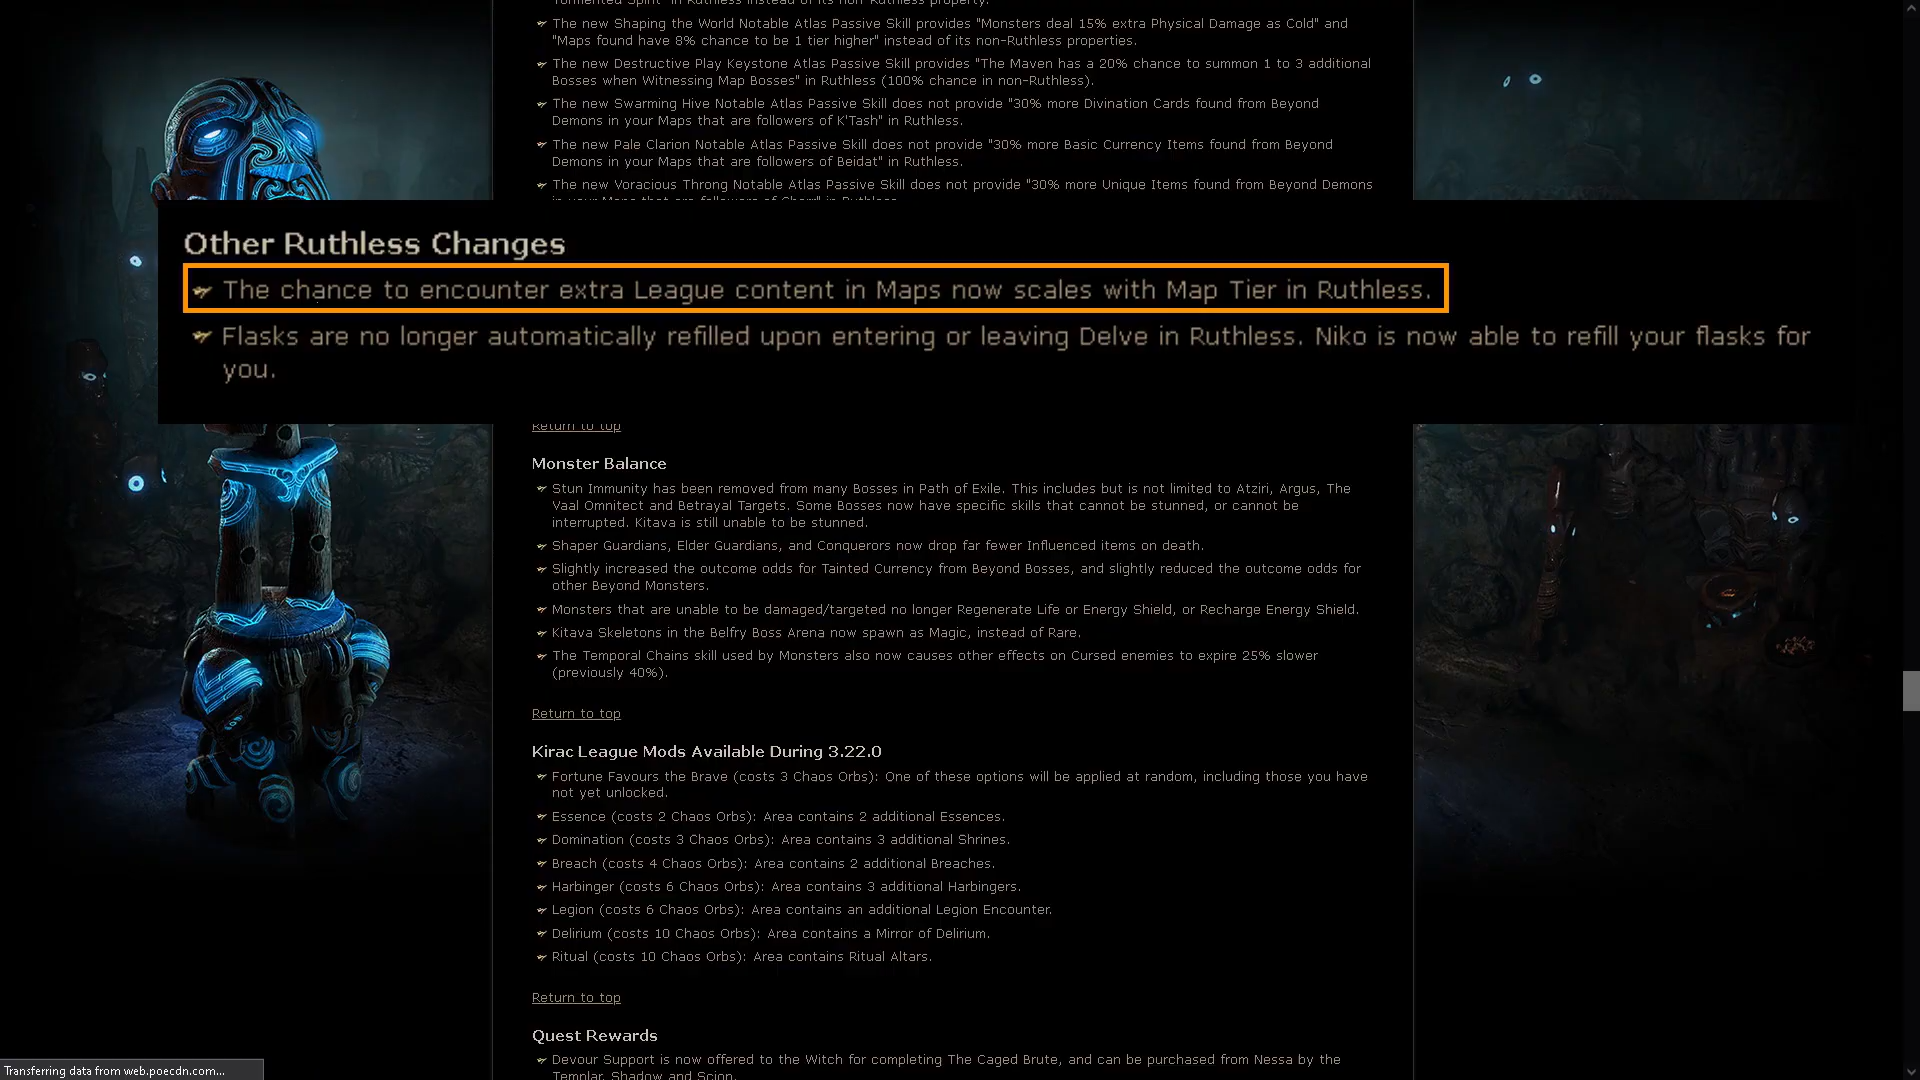 Tormented Spirit" in Ruthless instead of its non-Ruthless property.
The new Shaping the World Notable Atlas Passive Skill provides "Monsters deal 15% extra Physical Damage as Cold" and
"Maps found have 8% chance to be 1 tier higher" instead of its non-Ruthless properties.
The new Destructive Play Keystone Atlas Passive Skill provides "The Maven has a 20% chance to summon 1 to 3 additional
Bosses when Witnessing Map Bosses" in Ruthless (100% chance in non-Ruthless).
The new Swarming Hive Notable Atlas Passive Skill does not provide "30% more Divination Cards found from Beyond
Demons in your Maps that are followers of K'Tash" in Ruthless.
The new Pale Clarion Notable Atlas Passive Skill does not provide "30% more Basic Currency Items found from Beyond
Demons in your Maps that are followers of Beidat" in Ruthless.
The new Voracious Throng Notable Atlas Passive Skill does not provide "30% more Unique Items found from Beyond Demons
in your Maps that are followers of Ghorr" in Ruthless.
Other Ruthless Changes
The chance to encounter extra League content in Maps now scales with Map Tier in Ruthless.
Flasks are no longer automatically refilled upon entering or leaving Delve in Ruthless. Niko is now able to refill your flasks for
you.
Return to top
Monster Balance
Stun Immunity has been removed from many Bosses in Path of Exile. This includes but is not limited to Atziri, Argus, The
Vaal Omnitect and Betrayal Targets. Some Bosses now have specific skills that cannot be stunned, or cannot be
interrupted. Kitava is still unable to be stunned.
Shaper Guardians, Elder Guardians, and Conquerors now drop far fewer Influenced items on death.
Slightly increased the outcome odds for Tainted Currency from Beyond Bosses, and slightly reduced the outcome odds for
other Beyond Monsters.
Monsters that are unable to be damaged/targeted no longer Regenerate Life or Energy Shield, or Recharge Energy Shield.
Kitava Skeletons in the Belfry Boss Arena now spawn as Magic, instead of Rare.
The Temporal Chains skill used by Monsters also now causes other effects on Cursed enemies to expire 25% slower
(previously 40%).
Return to top
Kirac League Mods Available During 3.22.0
Fortune Favours the Brave (costs 3 Chaos Orbs): One of these options will be applied at random, including those you have
not yet unlocked.
Essence (costs 2 Chaos Orbs): Area contains 2 additional Essences.
Domination (costs 3 Chaos Orbs): Area contains 3 additional Shrines.
Breach (costs 4 Chaos Orbs): Area contains 2 additional Breaches.
Harbinger (costs 6 Chaos Orbs): Area contains 3 additional Harbingers.
Legion (costs 6 Chaos Orbs): Area contains an additional Legion Encounter.
Delirium (costs 10 Chaos Orbs): Area contains a Mirror of Delirium.
Ritual (costs 10 Chaos Orbs): Area contains Ritual Altars.
Return to top
Quest Rewards
Devour Support is now offered to the Witch for completing The Caged Brute, and can be purchased from Nessa by the
Templar, Shadow and Scion.
Transferring data from web.poecdn.com...